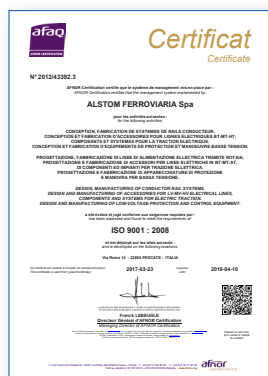 afaq
Certificat
Certificate
N° 2012/43392.3
AFNOR Certification certifie que le système de management mis en place par :
AFNOR Certification certifies that the management system implemented by:
ALSTOM FERROVIARIA Spa
pour les activités suivantes :
for the following activities:
CONCEPTION, FABRICATION DE SYSTEMES DE RAILS CONDUCTEUR.
CONCEPTION ET FABRICATION D'ACCESSOIRES POUR LIGNES ELECTRIQUES BT-MT-HT,
COMPOSANTS ET SYSTEMES POUR LA TRACTION ELECTRIQUE.
CONCEPTION ET FABRICATION D'EQUIPEMENTS DE PROTECTION ET MANOEUVRE BASSE TENSION.
PROGETTAZIONE, FABBRICAZIONE DI LINEE DI ALIMENTAZIONE ELETTRICA TRAMITE ROTAIA.
PROGETTAZIONE E FABBRICAZIONE DI ACCESSORI PER LINEE ELETTRICHE IN BT-MT-AT,
DI COMPONENTI ED IMPIANTI PER TRAZIONE ELETTRICA.
PROGETTAZIONE E FABBRICAZIONE DI APPARECCHIATURE DI PROTEZIONE
E MANOVRA PER BASSA TENSIONE.
DESIGN, MANUFACTURING OF CONDUCTOR RAIL SYSTEMS.
DESIGN AND MANUFACTURING OF ACCESSORIES FOR LV-MV-HV ELECTRICAL LINES,
COMPONENTS AND SYSTEMS FOR ELECTRIC TRACTION.
DESIGN AND MANUFACTURING OF LOW-VOLTAGE PROTECTION AND CONTROL EQUIPMENT.
a été évalué et jugé conforme aux exigences requises par :
has been assessed and found to meet the requirements of:
ISO 9001 : 2008
et est déployé sur les sites suivants :
and is developed on the following locations:
Via Roma 14 - 23855 PESCATE - ITALIA
2017-03-23
2018-04-10
Franck LEBEUGLE
Directeur Général d'AFNOR Certification
Managing Director of AFNOR Certification
afnor